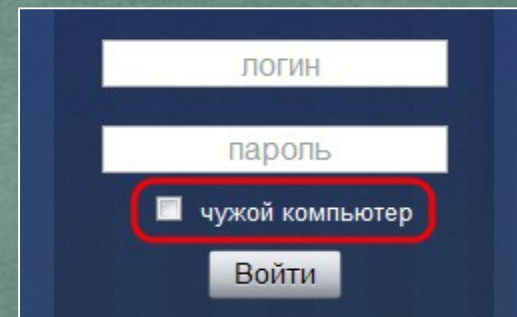 логин
пароль
чужой компьютер
Войти